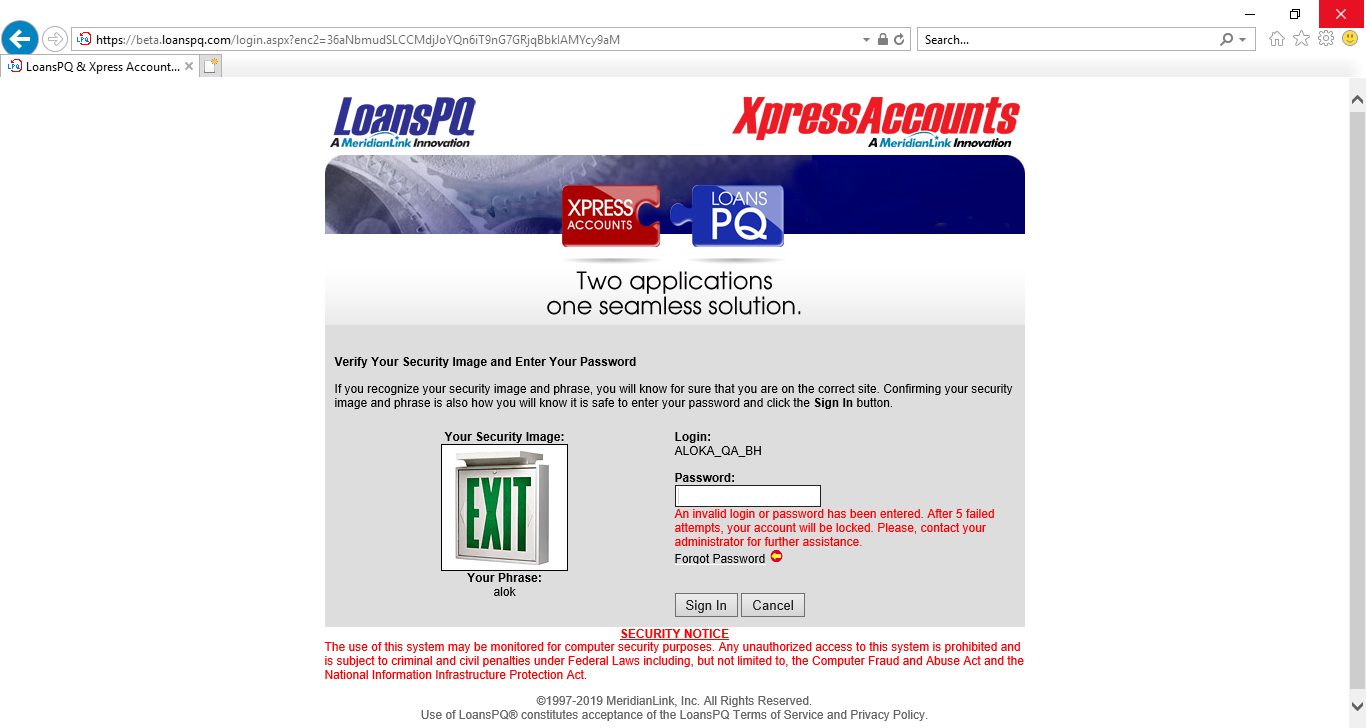 https://beta.loanspq.com/login.aspx?enc2=36aNbmudSLCCMdjJoYQn6iT9nG7GRjqBbkIAMYcy9aM
Search...
LPQ LoansPQ & Xpress Account...
LoansPQ
A MeridianLink Innovation
XpressAccounts
A MeridianLink Innovation
XPRESS
ACCOUNTS
LOANS
PQ
Two applications
one seamless solution.
Verify Your Security Image and Enter Your Password
If you recognize your security image and phrase, you will know for sure that you are on the correct site. Confirming your security
image and phrase is also how you will know it is safe to enter your password and click the Sign In button.
Your Security Image:
EXIT
Your Phrase:
alok
Login:
ALOKA_QA_BH
Password:
An invalid login or password has been entered. After 5 failed
attempts, your account will be locked. Please, contact your
administrator for further assistance.
Forgot Password
Sign In
Cancel
SECURITY NOTICE
The use of this system may be monitored for computer security purposes. Any unauthorized access to this system is prohibited and
is subject to criminal and civil penalties under Federal Laws including, but not limited to, the Computer Fraud and Abuse Act and the
National Information Infrastructure Protection Act.
©1997-2019 MeridianLink, Inc. All Rights Reserved.
Use of LoansPQ® constitutes acceptance of the LoansPQ Terms of Service and Privacy Policy.